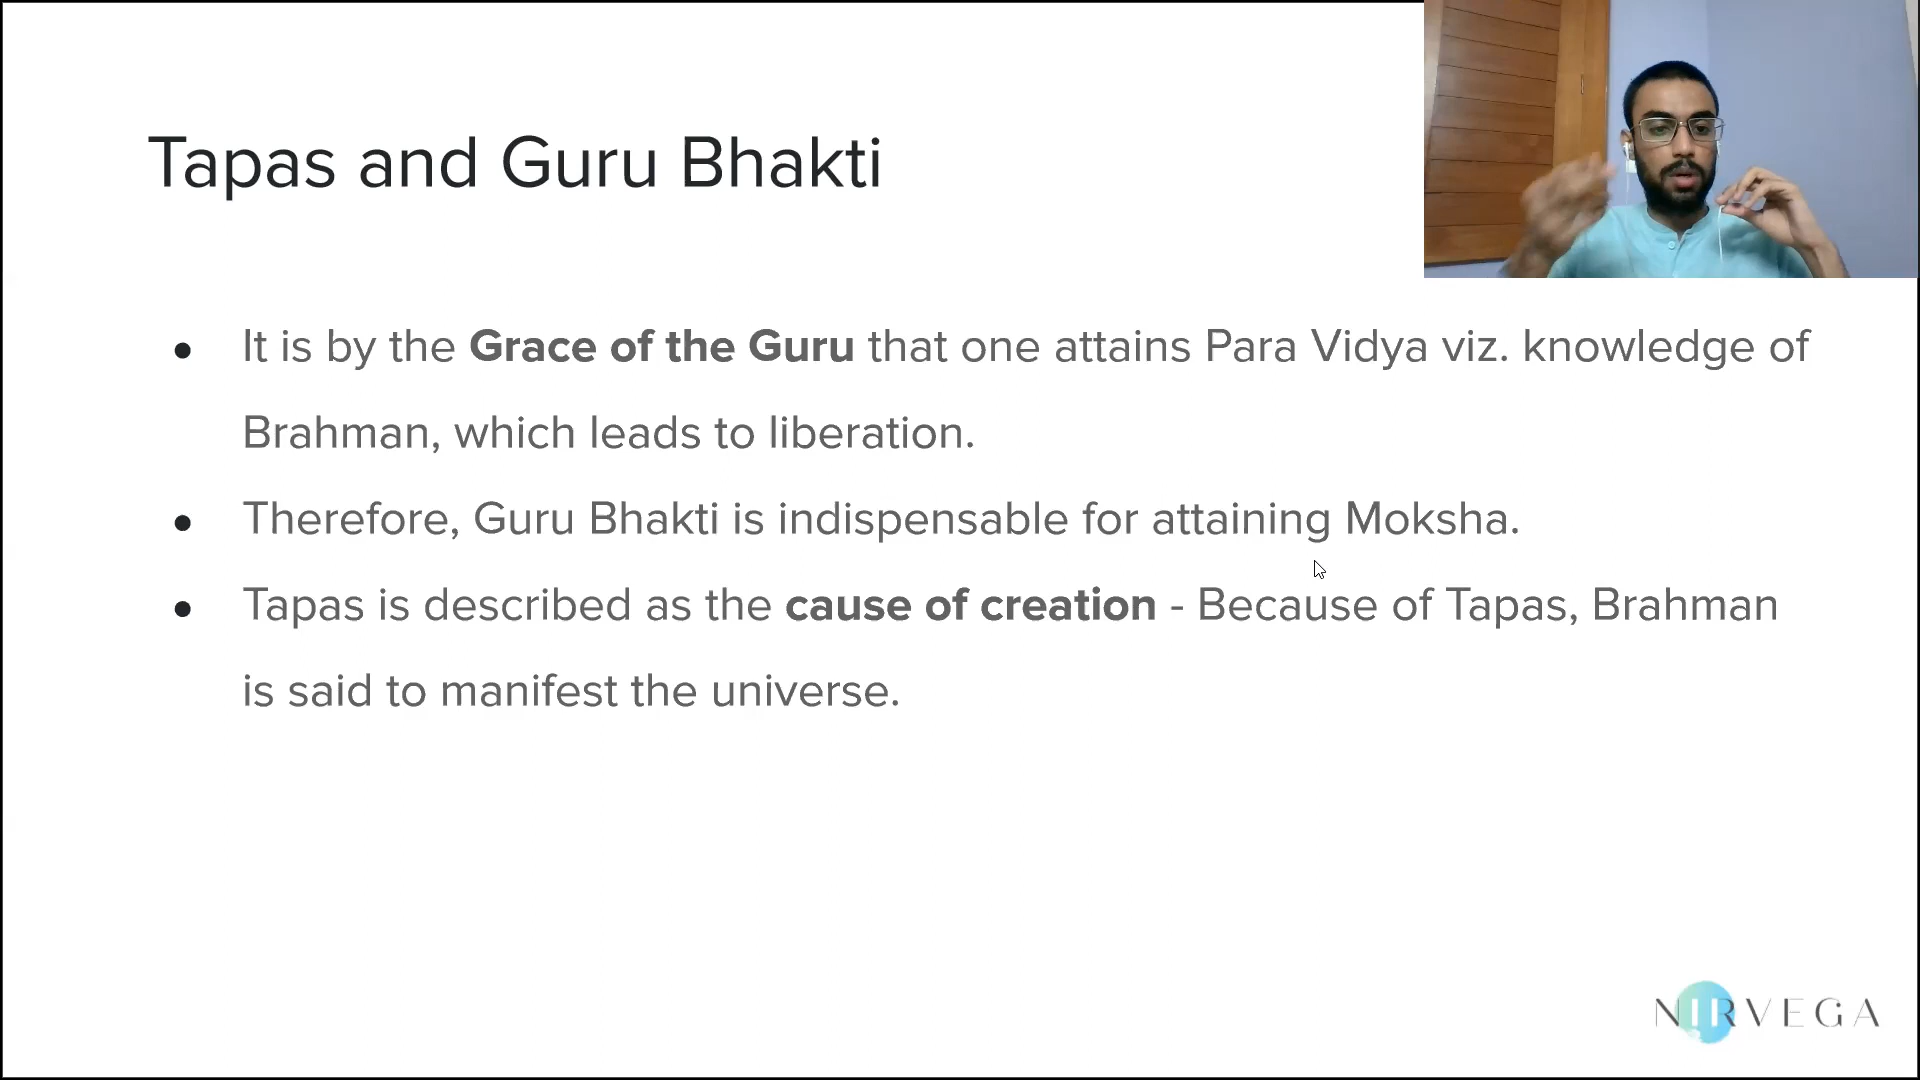 Tapas and Guru Bhakti
● It is by the Grace of the Guru that one attains Para Vidya viz. knowledge of
Brahman, which leads to liberation.
● Therefore, Guru Bhakti is indispensable for attaining Moksha.
● Tapas is described as the cause of creation - Because of Tapas, Brahman
is said to manifest the universe.
NIRVEGA